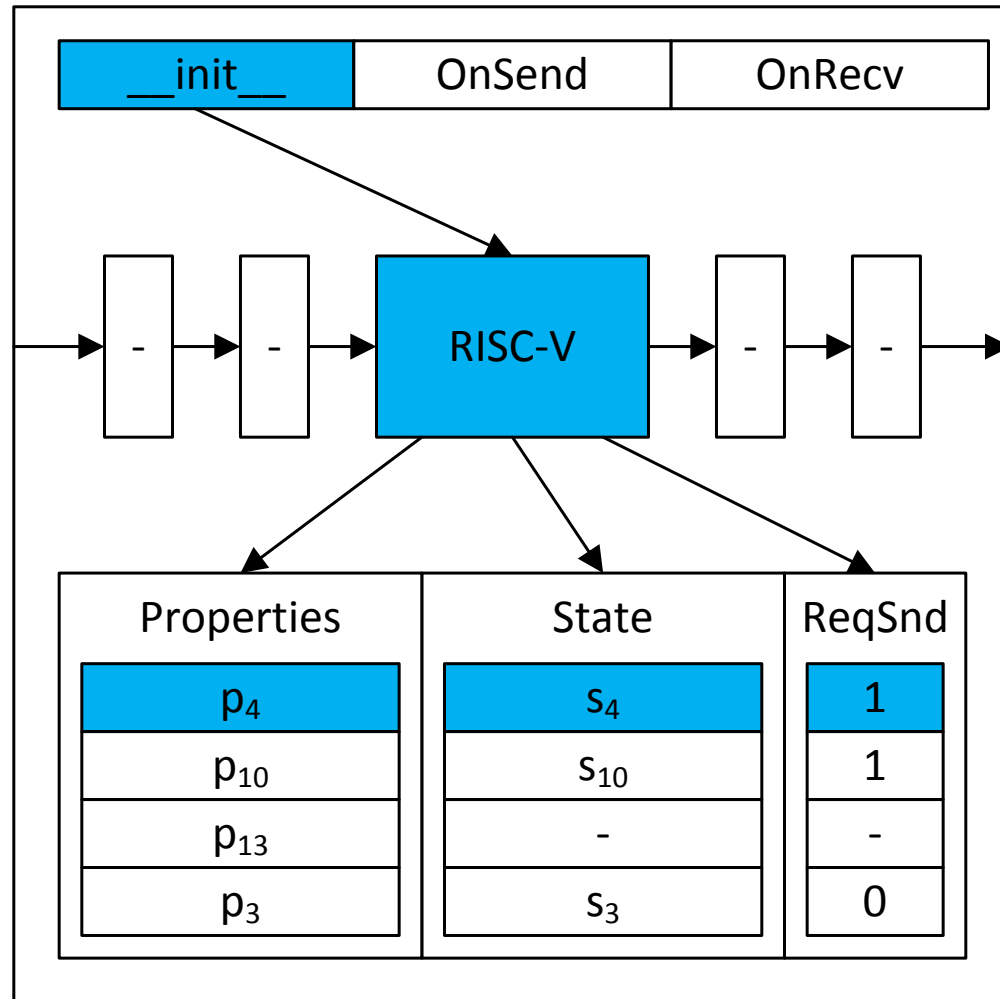 __init__ OnSend OnRecv
- - RISC-V - -
Properties State ReqSnd
p₄ s₄ 1
p₁₀ s₁₀ 1
p₁₃ - -
p₃ s₃ 0